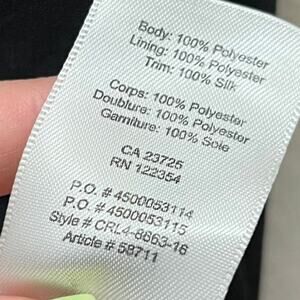 Body: 100% Polyester
Lining: 100% Polyester
Trim: 100% Silk
Corps: 100% Polyester
Doublure: 100% Polyester
Garniture: 100% Soie
CA 23725
RN 122354
P.O. # 4500053114
P.O. # 4500053115
Style # CRL4-8663-16
Article # 58711